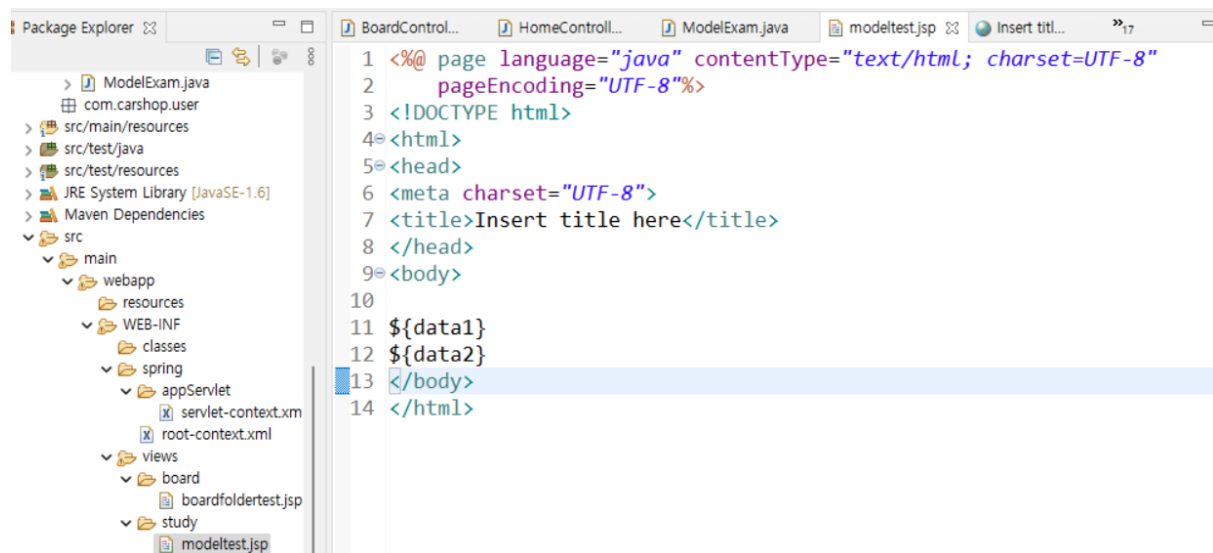 Package Explorer
ModelExam.java
com.carshop.user
src/main/resources
src/test/java
src/test/resources
JRE System Library [JavaSE-1.6]
Maven Dependencies
src
main
webapp
resources
WEB-INF
classes
spring
appServlet
servlet-context.xm
root-context.xml
views
board
boardfoldertest.jsp
study
modeltest.jsp
BoardControl... HomeControll... ModelExam.java modeltest.jsp Insert titl... »17
1 <%@ page language="java" contentType="text/html; charset=UTF-8"
2 pageEncoding="UTF-8"%>
3 <!DOCTYPE html>
4 <html>
5 <head>
6 <meta charset="UTF-8">
7 <title>Insert title here</title>
8 </head>
9 <body>
10
11 ${data1}
12 ${data2}
13 </body>
14 </html>